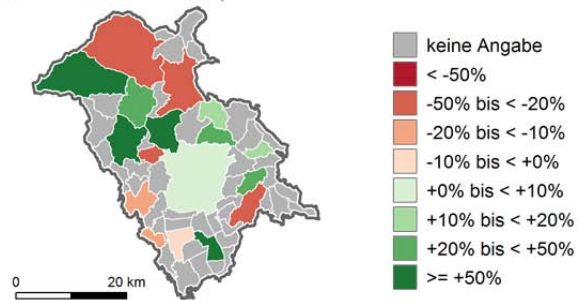 keine Angabe
< -50%
-50% bis < -20%
-20% bis < -10%
-10% bis < +0%
+0% bis < +10%
+10% bis < +20%
+20% bis < +50%
>= +50%
0 20 km